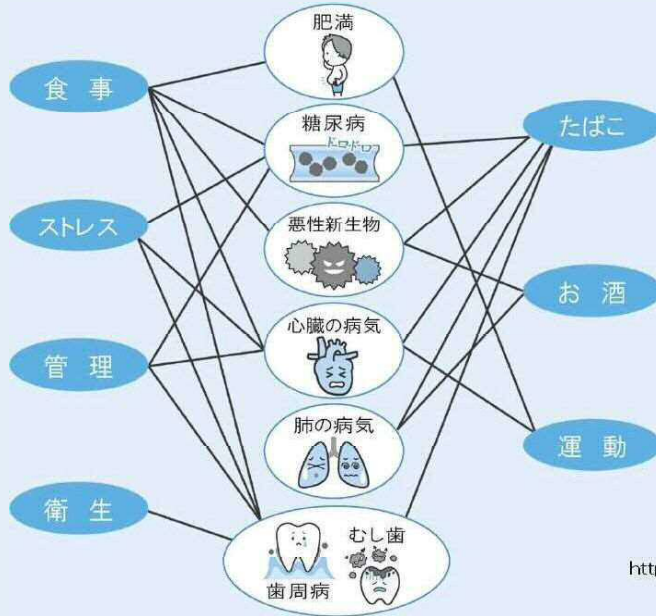 肥満
食事
糖尿病
ドロドロ
たばこ
ストレス
悪性新生物
お酒
心臓の病気
管理
肺の病気
運動
衛生
むし歯
歯周病
http